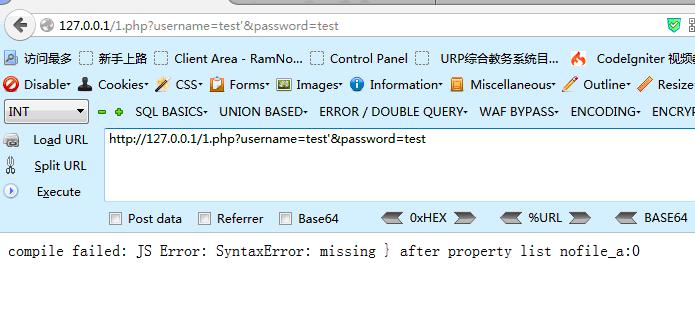 127.0.0.1/1.php?username=test'&password=test
访问最多 新手上路 Client Area - RamNo... Control Panel URP综合教务系统目... CodeIgniter 视频教
Disable▾ Cookies▾ CSS▾ Forms▾ Images▾ Information▾ Miscellaneous▾ Outline▾ Resize
INT SQL BASICS▾ UNION BASED▾ ERROR / DOUBLE QUERY▾ WAF BYPASS▾ ENCODING▾ ENCRY
Load URL http://127.0.0.1/1.php?username=test'&password=test
Split URL
Execute
Post data Referrer Base64 0xHEX %URL BASE64
compile failed: JS Error: SyntaxError: missing } after property list nofile_a:0